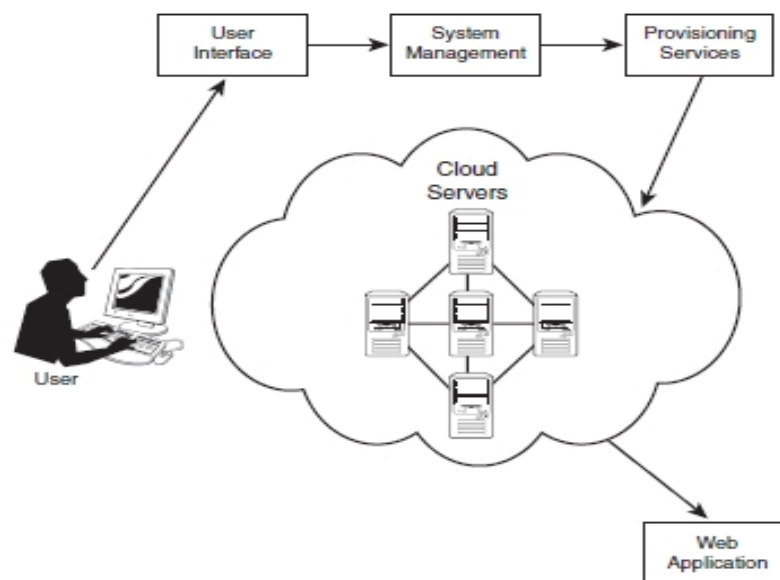 User
Interface
System
Management
Provisioning
Services
Cloud
Servers
User
Web
Application